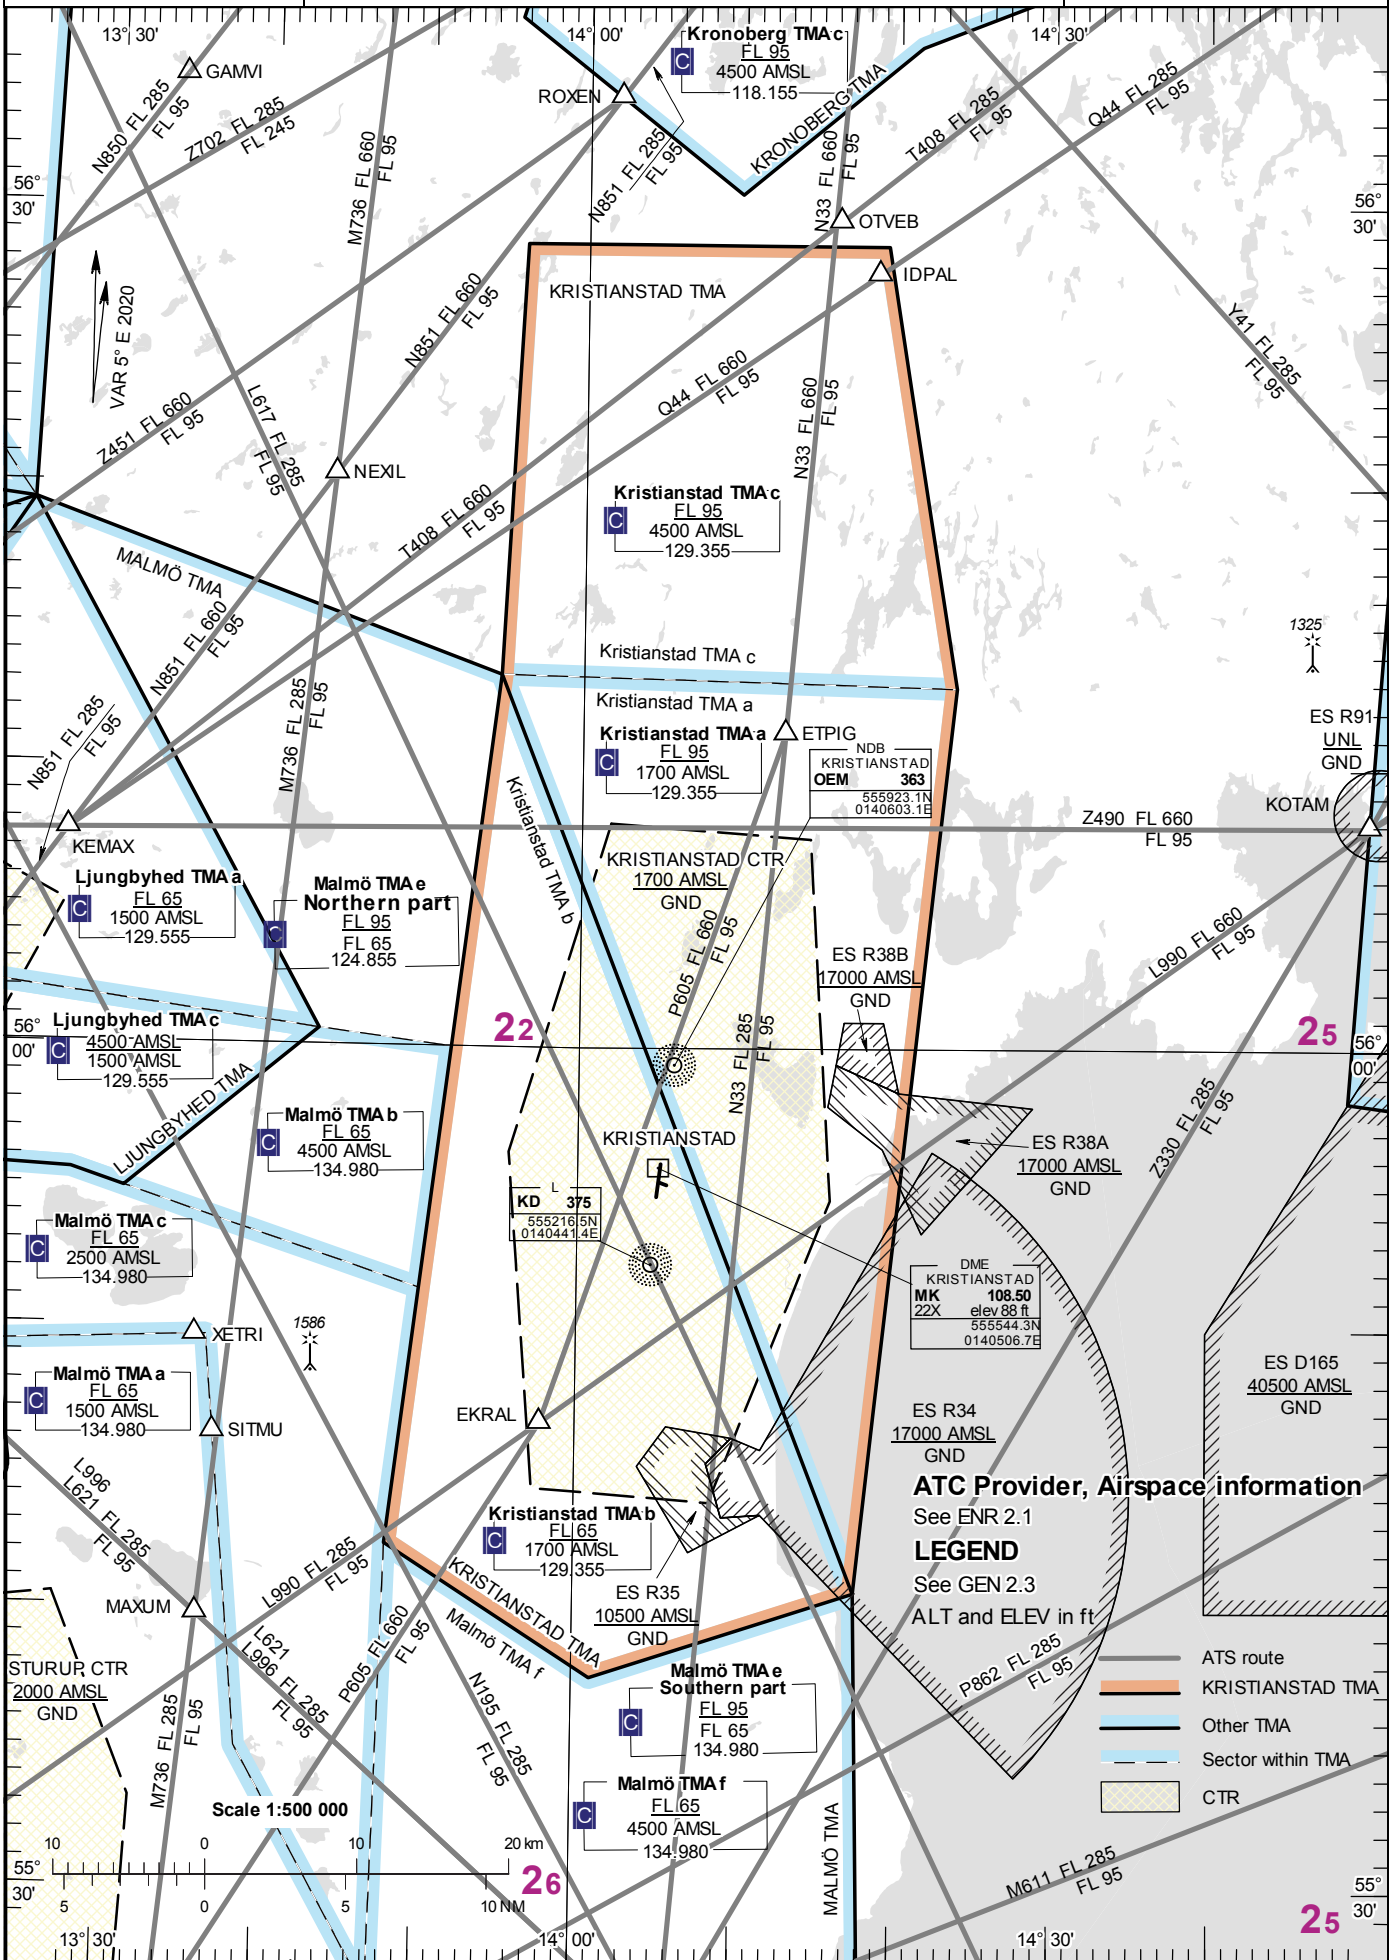 13° 30'
14° 00'
14° 30'
GAMVI
Kronoberg TMA c
FL 95
4500 AMSL
118.155
C
ROXEN
N850 FL 285
FL 95
Z702 FL 285
FL 245
M736 FL 660
FL 95
N851 FL 285
FL 95
KRONOBERG TMA
N33 FL 660
FL 95
T408 FL 285
FL 95
Q44 FL 285
FL 95
56°
30'
56°
30'
OTVEB
IDPAL
KRISTIANSTAD TMA
VAR 5° E 2020
N851 FL 660
FL 95
Y41 FL 285
FL 95
Q44 FL 660
FL 95
N33 FL 660
FL 95
Z451 FL 660
FL 95
L617 FL 285
FL 95
NEXIL
T408 FL 660
FL 95
Kristianstad TMA c
FL 95
4500 AMSL
129.355
C
MALMÖ TMA
N851 FL 660
FL 95
1325
Kristianstad TMA c
Kristianstad TMA a
M736 FL 285
FL 95
N851 FL 285
FL 95
Kristianstad TMA a
FL 95
1700 AMSL
129.355
C
ETPIG
NDB
KRISTIANSTAD
OEM 363
555923.1N
0140603.1E
ES R91
UNL
GND
KOTAM
Kristianstad TMA b
Z490 FL 660
FL 95
KEMAX
KRISTIANSTAD CTR
1700 AMSL
GND
Ljungbyhed TMA a
FL 65
1500 AMSL
129.555
C
Malmö TMA e
Northern part
FL 95
FL 65
124.855
C
P605 FL 660
FL 95
L990 FL 660
FL 95
ES R38B
17000 AMSL
GND
Ljungbyhed TMA c
4500 AMSL
1500 AMSL
129.555
C
22
25
56°
00'
56°
00'
N33 FL 285
FL 95
Z330 FL 285
FL 95
LJUNGBYHED TMA
Malmö TMA b
FL 65
4500 AMSL
134.980
C
KRISTIANSTAD
ES R38A
17000 AMSL
GND
L
KD 375
555216.5N
0140441.4E
Malmö TMA c
FL 65
2500 AMSL
134.980
C
DME
KRISTIANSTAD
MK 108.50
22X elev 88 ft
555544.3N
0140506.7E
XETRI
1586
Malmö TMA a
FL 65
1500 AMSL
134.980
C
ES D165
40500 AMSL
GND
SITMU
EKRAL
ES R34
17000 AMSL
GND
L996
L621 FL 285
FL 95
ATC Provider, Airspace information
See ENR 2.1
LEGEND
See GEN 2.3
ALT and ELEV in ft
Kristianstad TMA b
FL 65
1700 AMSL
129.355
C
L990 FL 285
FL 95
KRISTIANSTAD TMA
Malmö TMA f
ES R35
10500 AMSL
GND
MAXUM
P605 FL 660
FL 95
L621
L996 FL 285
FL 95
STURUP CTR
2000 AMSL
GND
N195 FL 285
FL 95
Malmö TMA e
Southern part
FL 95
FL 65
134.980
C
P862 FL 285
FL 95
ATS route
KRISTIANSTAD TMA
Other TMA
Sector within TMA
CTR
M736 FL 285
FL 95
Malmö TMA f
FL 65
4500 AMSL
134.980
C
MALMÖ TMA
Scale 1:500 000
10 0 10 20 km
5 0 5 10 NM
26
M611 FL 285
FL 95
25
55°
30'
55°
30'
13° 30'
14° 00'
14° 30'